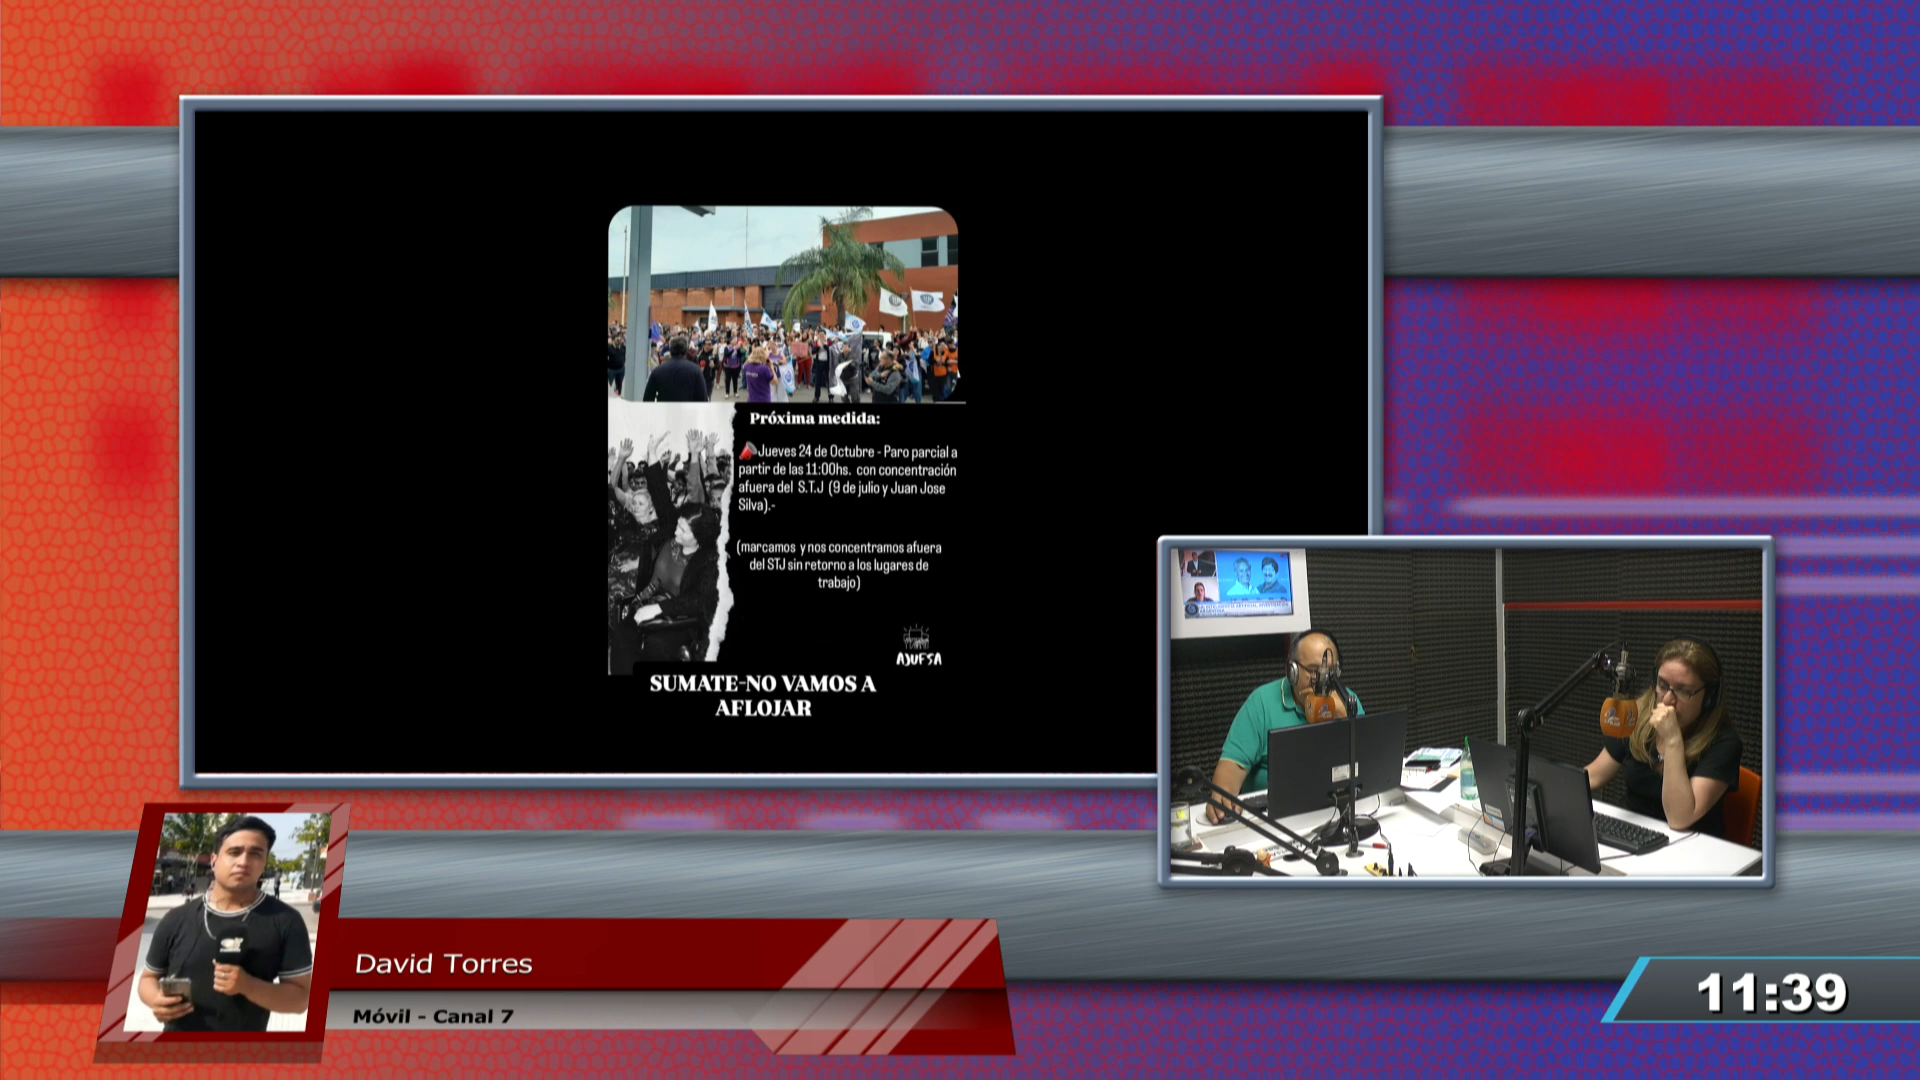 Próxima medida:
Jueves 24 de Octubre - Paro parcial a
partir de las 11:00hs. con concentración
afuera del S.T.J (9 de julio y Juan Jose
Silva).-
(marcamos y nos concentramos afuera
del STJ sin retorno a los lugares de
trabajo)
AJUFSA
SUMATE-NO VAMOS A
AFLOJAR
David Torres
Móvil - Canal 7
11:39